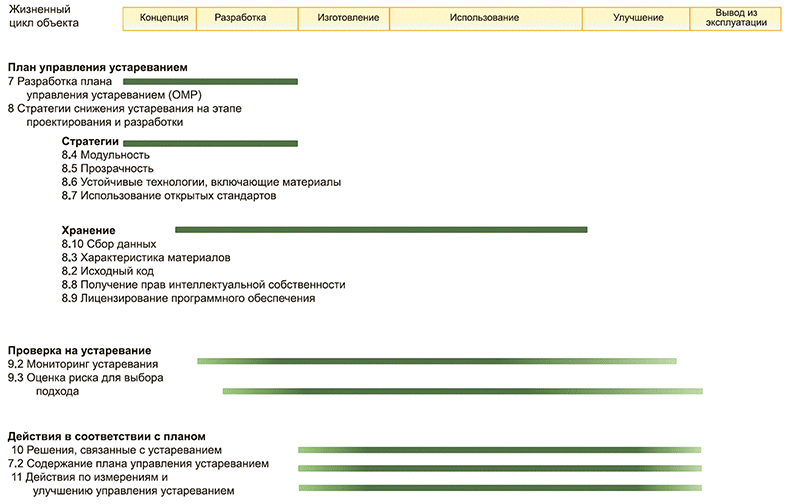 Жизненный
цикл объекта
Концепция
Разработка
Изготовление
Использование
Улучшение
Вывод из
эксплуатации
План управления устареванием
7 Разработка плана
управления устареванием (OMP)
8 Стратегии снижения устаревания на этапе
проектирования и разработки
Стратегии
8.4 Модульность
8.5 Прозрачность
8.6 Устойчивые технологии, включающие материалы
8.7 Использование открытых стандартов
Хранение
8.10 Сбор данных
8.3 Характеристика материалов
8.2 Исходный код
8.8 Получение прав интеллектуальной собственности
8.9 Лицензирование программного обеспечения
Проверка на устаревание
9.2 Мониторинг устаревания
9.3 Оценка риска для выбора
подхода
Действия в соответствии с планом
10 Решения, связанные с устареванием
7.2 Содержание плана управления устареванием
11 Действия по измерениям и
улучшению управления устареванием